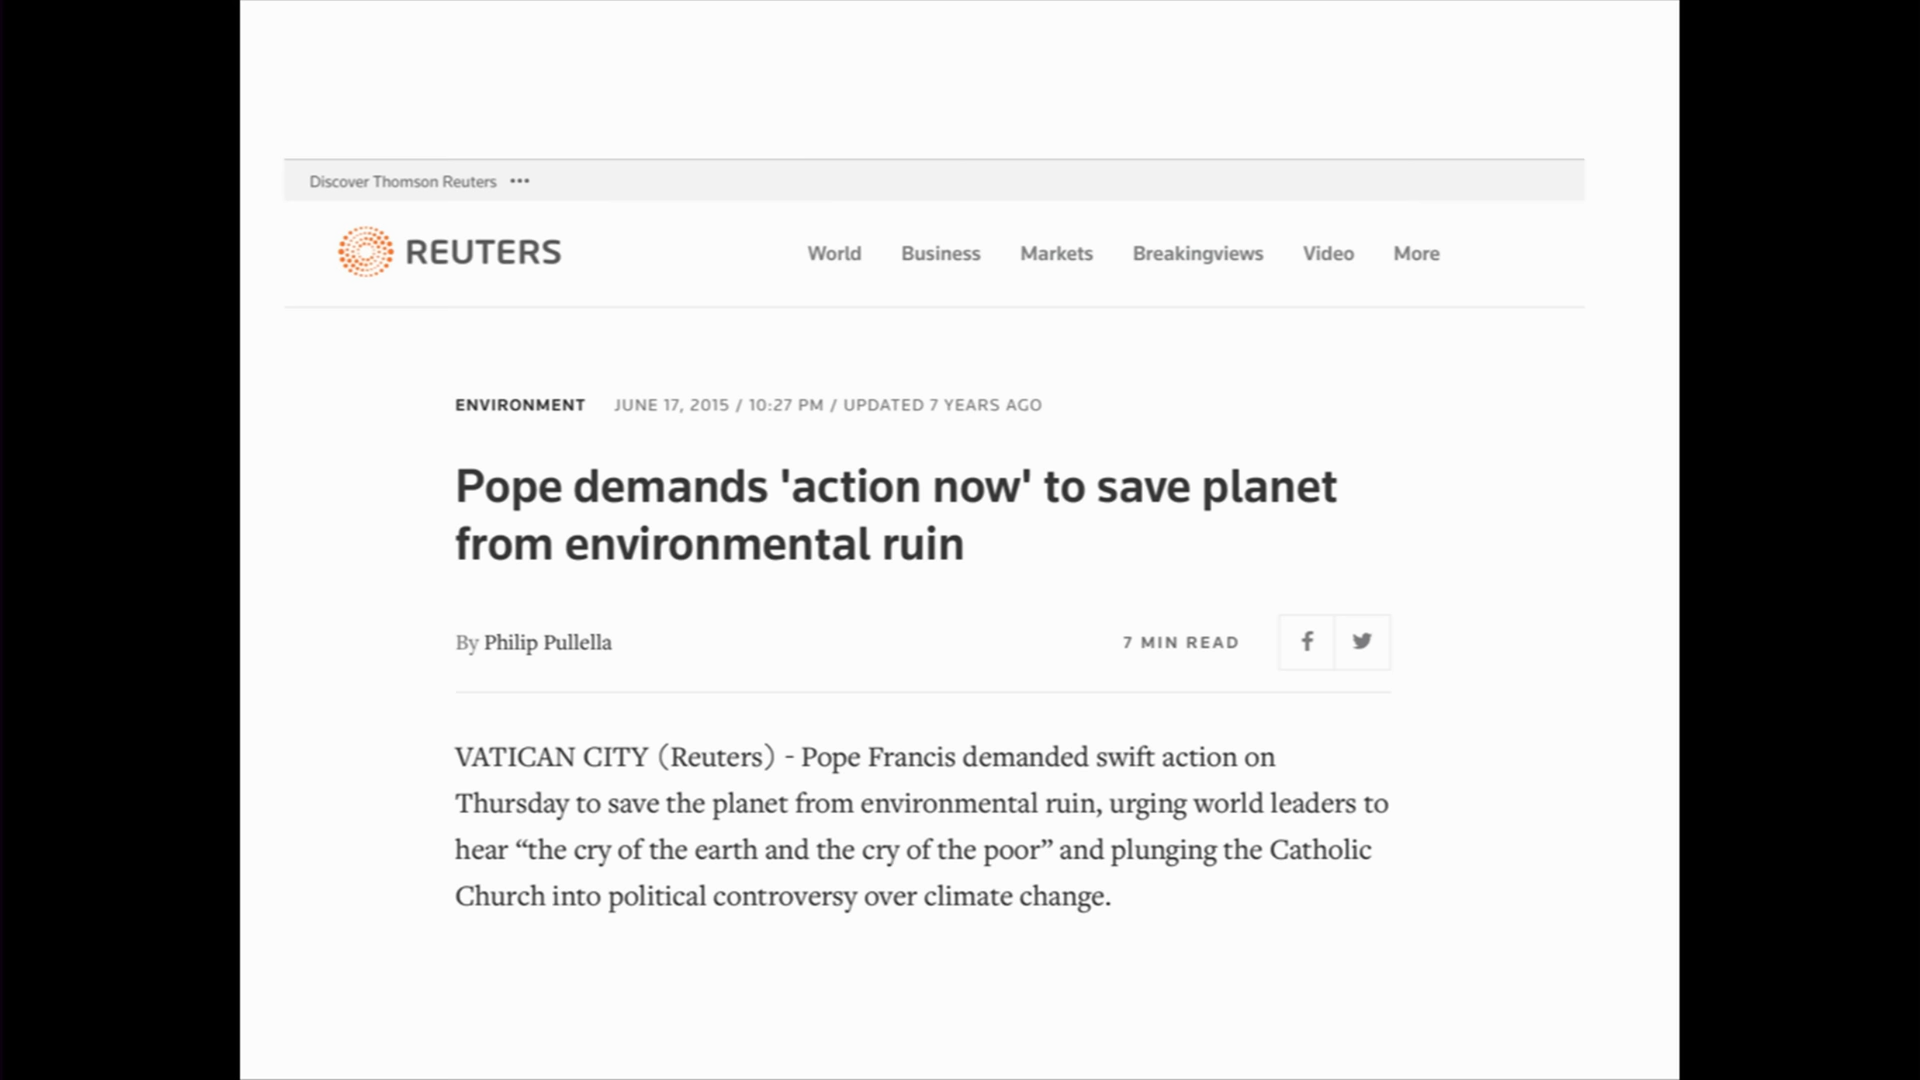 Discover Thomson Reuters •••
REUTERS
World Business Markets Breakingviews Video More
ENVIRONMENT JUNE 17, 2015 / 10:27 PM / UPDATED 7 YEARS AGO
Pope demands 'action now' to save planet
from environmental ruin
By Philip Pullella
7 MIN READ
VATICAN CITY (Reuters) - Pope Francis demanded swift action on
Thursday to save the planet from environmental ruin, urging world leaders to
hear “the cry of the earth and the cry of the poor” and plunging the Catholic
Church into political controversy over climate change.